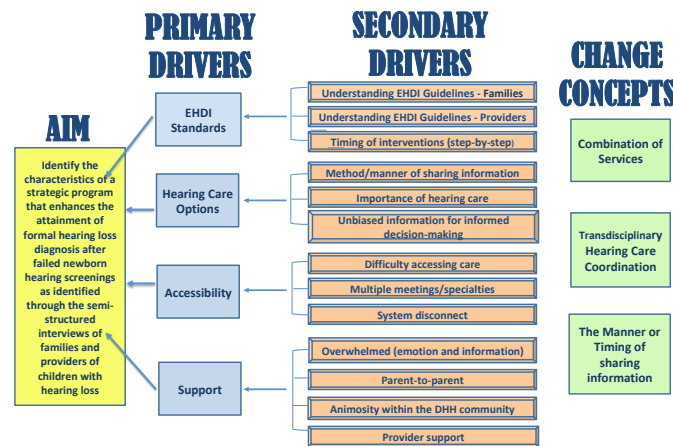 PRIMARY
DRIVERS
SECONDARY
DRIVERS
CHANGE
CONCEPTS
AIM
Identify the
characteristics of a
strategic program
that enhances the
attainment of
formal hearing loss
diagnosis after
failed newborn
hearing screenings
as identified
through the semi-
structured
interviews of
families and
providers of
children with
hearing loss
EHDI
Standards
Hearing Care
Options
Accessibility
Support
Understanding EHDI Guidelines - Families
Understanding EHDI Guidelines - Providers
Timing of interventions (step-by-step)
Method/manner of sharing information
Importance of hearing care
Unbiased information for informed
decision-making
Difficulty accessing care
Multiple meetings/specialties
System disconnect
Overwhelmed (emotion and information)
Parent-to-parent
Animosity within the DHH community
Provider support
Combination of
Services
Transdisciplinary
Hearing Care
Coordination
The Manner or
Timing of
sharing
information